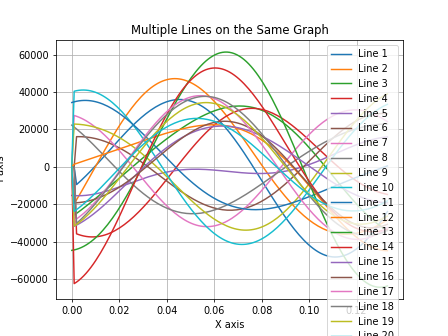 Multiple Lines on the Same Graph
60000
40000
20000
0
−20000
−40000
−60000
axis
0.00
0.02
0.04
0.06
0.08
0.10
X axis
Line 1
Line 2
Line 3
Line 4
Line 5
Line 6
Line 7
Line 8
Line 9
Line 10
Line 11
Line 12
Line 13
Line 14
Line 15
Line 16
Line 17
Line 18
Line 19
Line 20